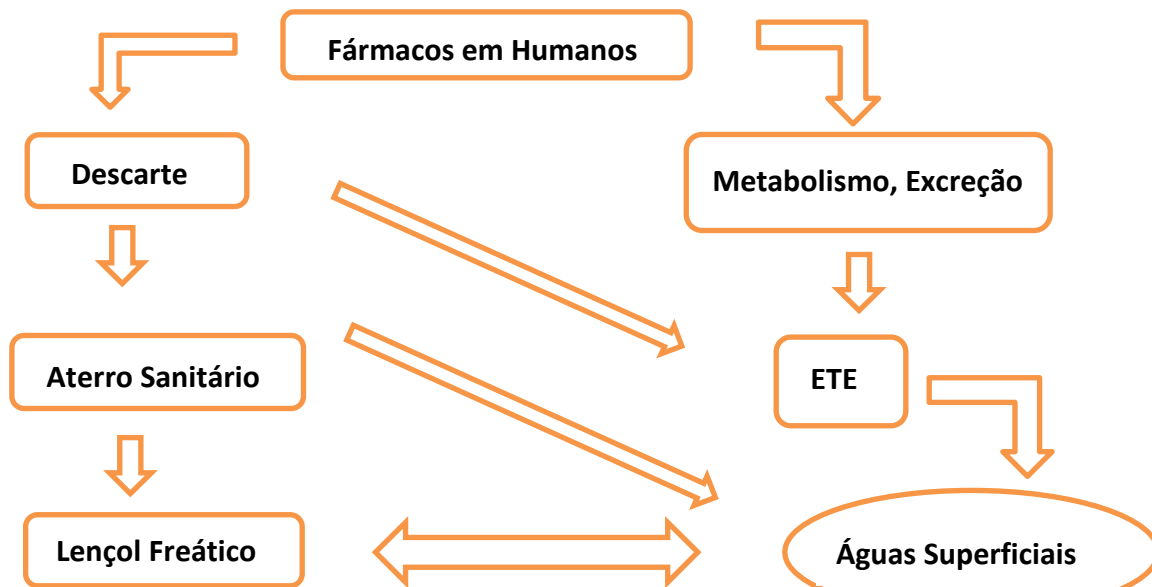 Fármacos em Humanos
Descarte
Metabolismo, Excreção
Aterro Sanitário
ETE
Lençol Freático
Águas Superficiais